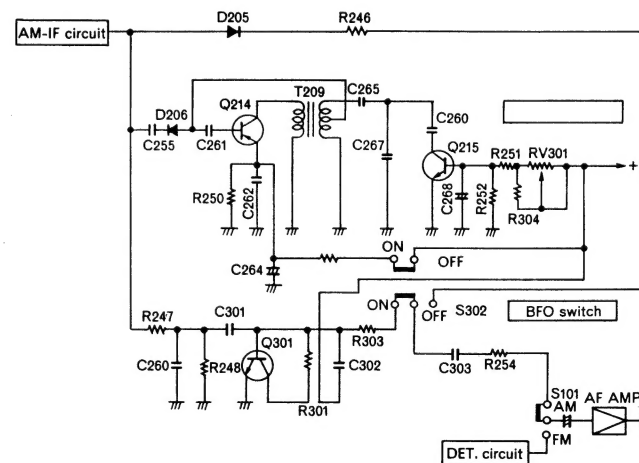 D205
R246
AM-IF circuit
T209
C265
Q214
D206
C260
C255
C261
C267
Q215
R251
RV301
+
R250
C262
C268
R252
R304
ON
OFF
C264
ON
OFF
S302
BFO switch
R247
C301
Q301
R303
C260
R248
R301
C302
C303
R254
S101
AM
AF AMP
FM
DET. circuit